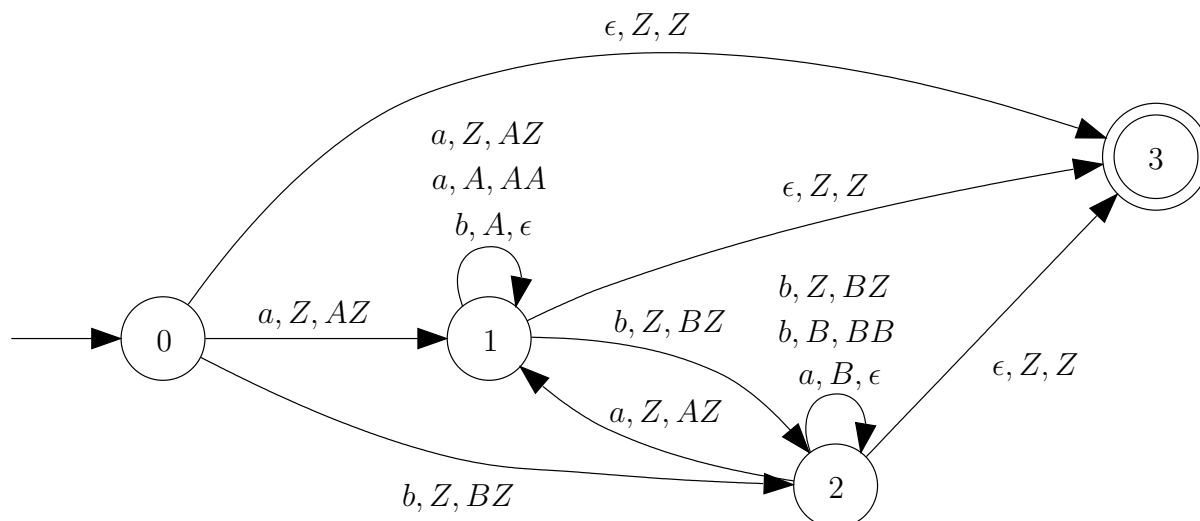 ϵ, Z, Z
a, Z, AZ
a, A, AA
b, A, ϵ
3
ϵ, Z, Z
b, Z, BZ
a, Z, AZ
b, Z, BZ
b, B, BB
a, B, ϵ
0
1
ϵ, Z, Z
a, Z, AZ
2
b, Z, BZ